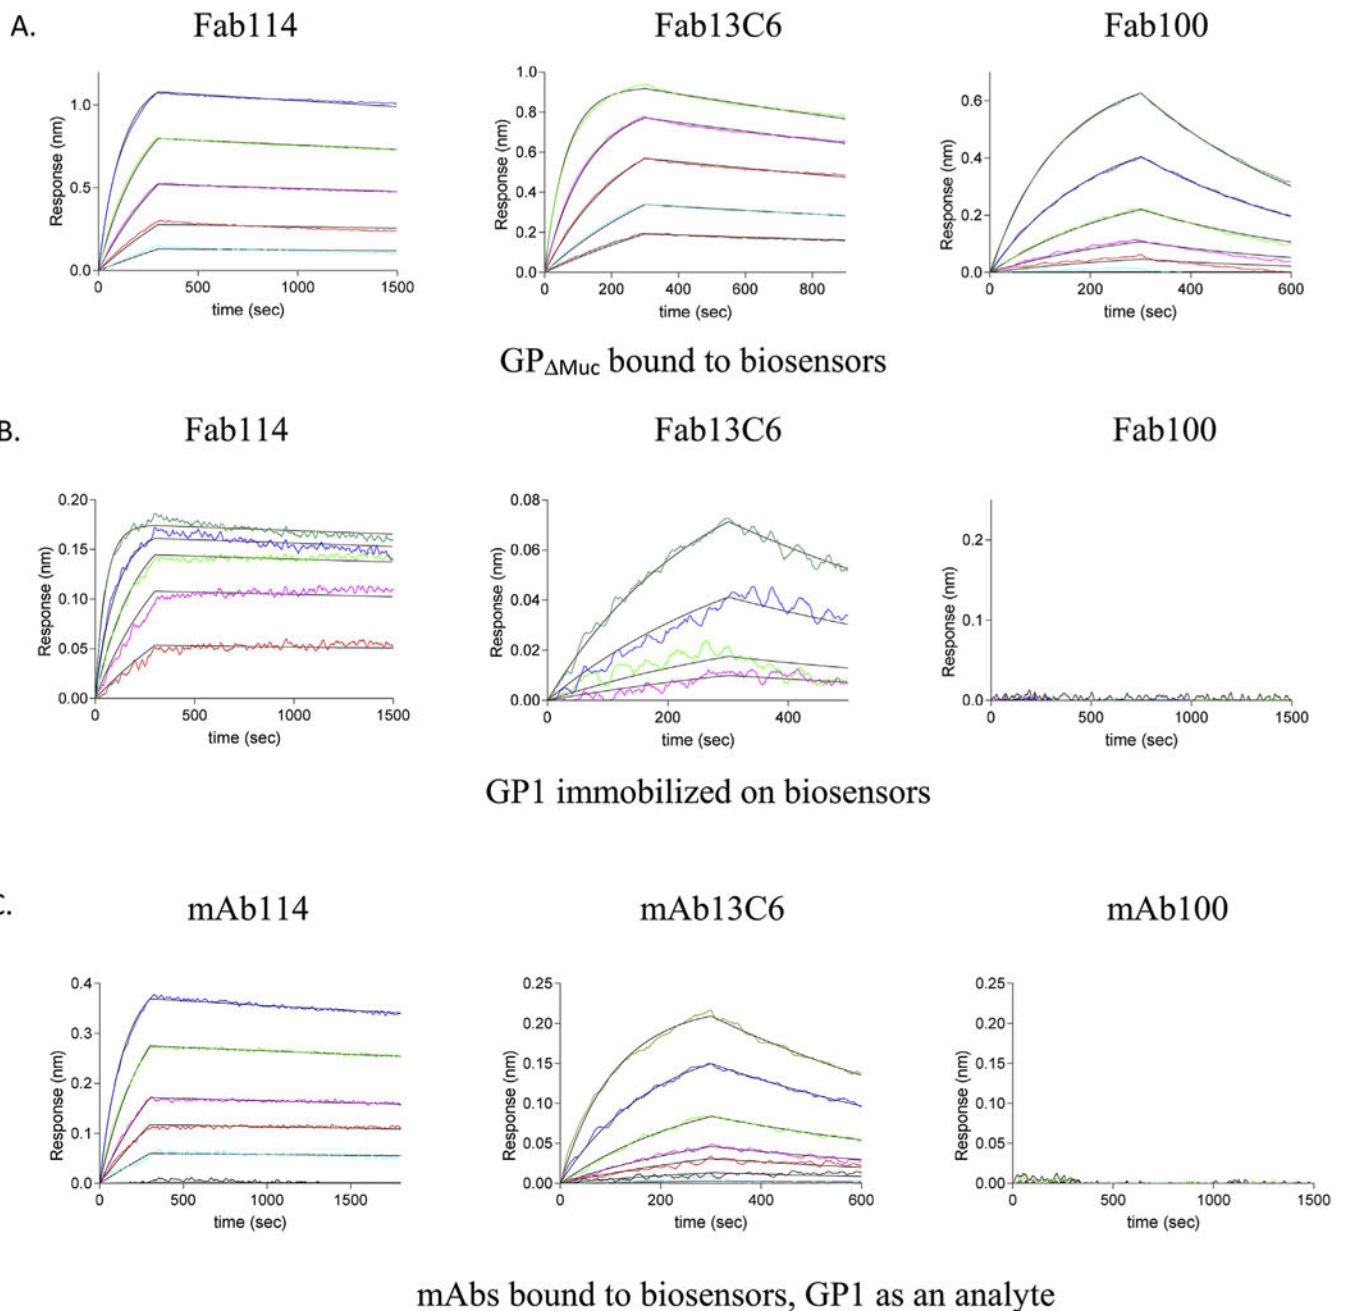 A.
Fab114
Fab13C6
Fab100
Response (nm)
1.0
0.5
0.0
0
500
1000
1500
time (sec)
Response (nm)
1.0
0.8
0.6
0.4
0.2
0.0
0
200
400
600
800
time (sec)
Response (nm)
0.6
0.4
0.2
0.0
0
200
400
600
time (sec)
GPΔMuc bound to biosensors
B.
Fab114
Fab13C6
Fab100
Response (nm)
0.20
0.15
0.10
0.05
0.00
0
500
1000
1500
time (sec)
Response (nm)
0.08
0.06
0.04
0.02
0.00
0
200
400
time (sec)
Response (nm)
0.2
0.1
0.0
0
500
1000
1500
time (sec)
GP1 immobilized on biosensors
C.
mAb114
mAb13C6
mAb100
Response (nm)
0.4
0.3
0.2
0.1
0.0
0
500
1000
1500
time (sec)
Response (nm)
0.25
0.20
0.15
0.10
0.05
0.00
0
200
400
600
time (sec)
Response (nm)
0.25
0.20
0.15
0.10
0.05
0.00
0
500
1000
1500
time (sec)
mAbs bound to biosensors, GP1 as an analyte